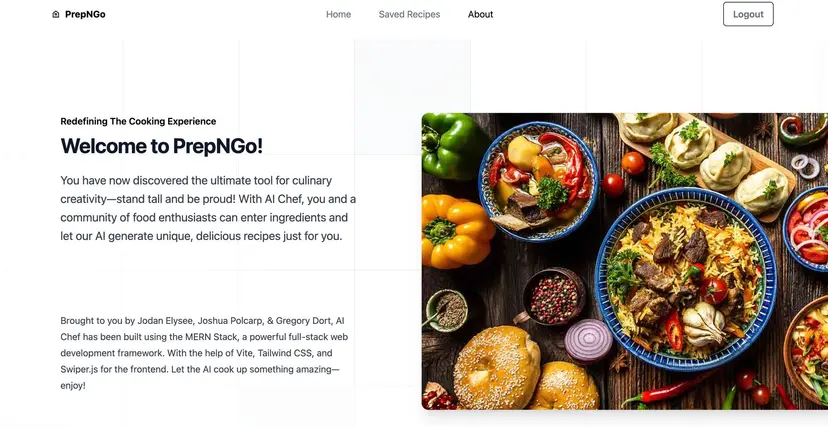 PrepNGo
Home
Saved Recipes
About
Logout
Redefining The Cooking Experience
Welcome to PrepNGo!
You have now discovered the ultimate tool for culinary
creativity—stand tall and be proud! With AI Chef, you and a
community of food enthusiasts can enter ingredients and
let our AI generate unique, delicious recipes just for you.
Brought to you by Jodan Elysee, Joshua Polcarp, & Gregory Dort, AI
Chef has been built using the MERN Stack, a powerful full-stack web
development framework. With the help of Vite, Tailwind CSS, and
Swiper.js for the frontend. Let the AI cook up something amazing—
enjoy!